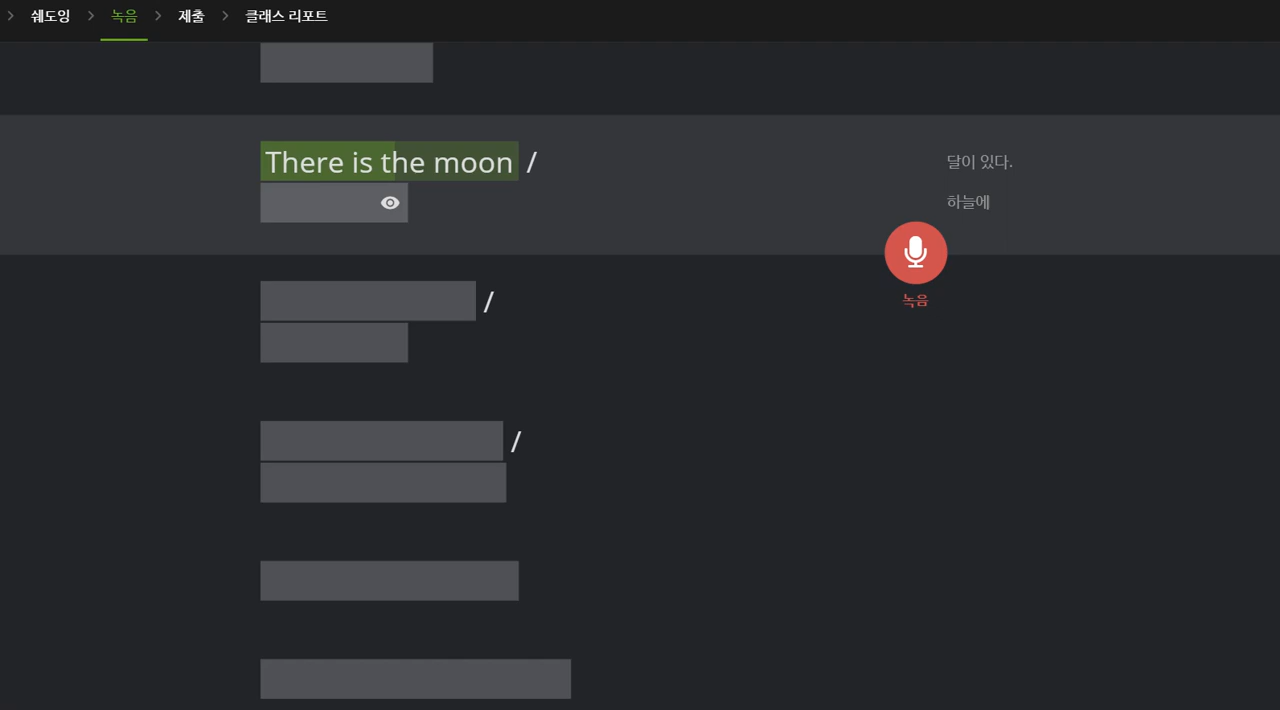 쉐도잉 녹음 제출 클래스 리포트
There is the moon / 달이 있다.
하늘에
녹음
/
/